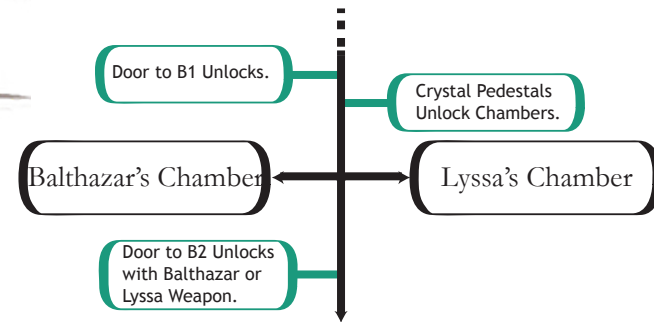 Door to B1 Unlocks.
Crystal Pedestals
Unlock Chambers.
Balthazar’s Chamber
Lyssa’s Chamber
Door to B2 Unlocks
with Balthazar or
Lyssa Weapon.